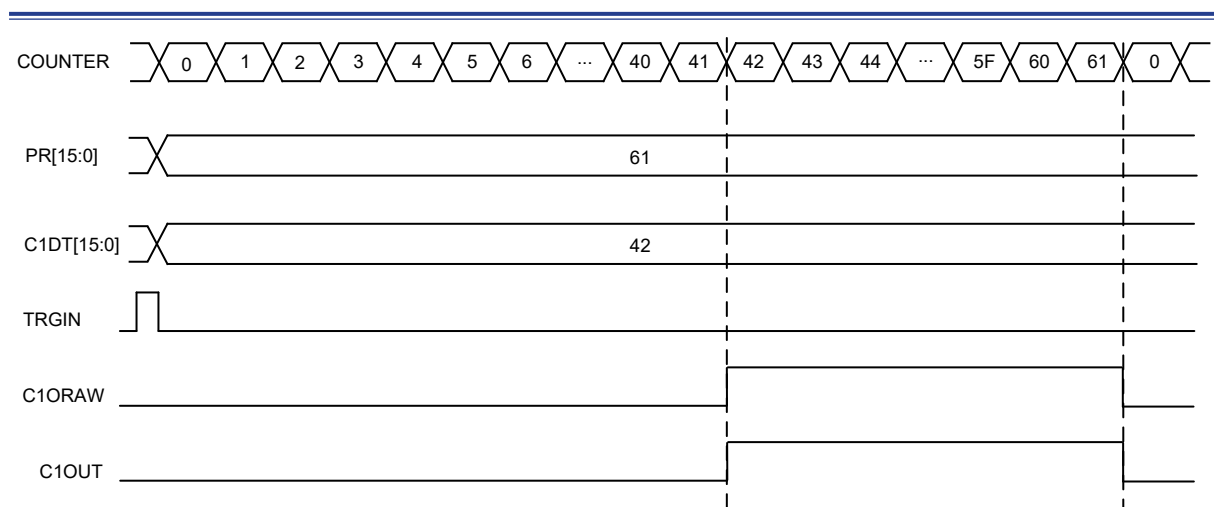 COUNTER 0 1 2 3 4 5 6 ... 40 41 42 43 44 ... 5F 60 61 0
PR[15:0] 61
C1DT[15:0] 42
TRGIN
C1ORAW
C1OUT